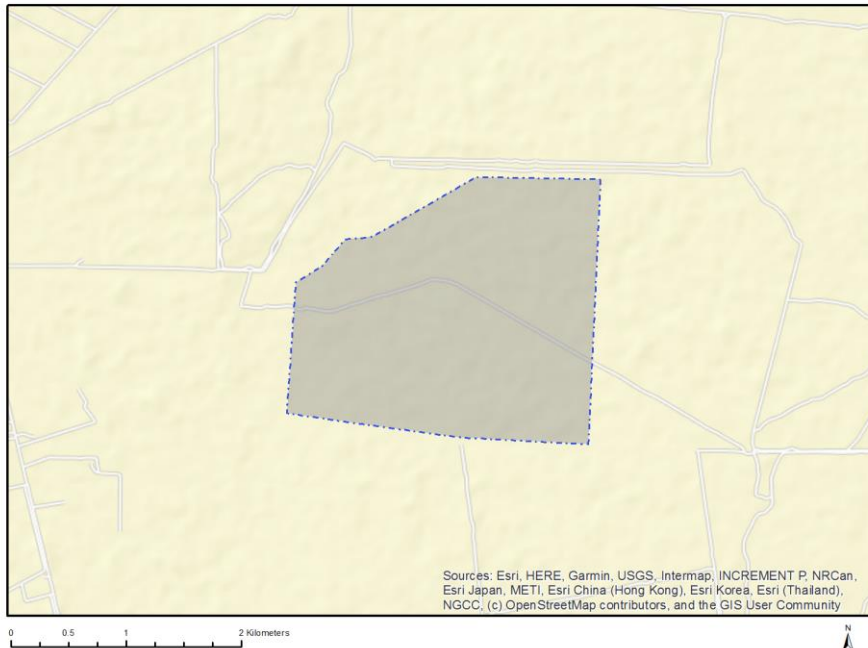 Sources: Esri, HERE, Garmin, USGS, Intermap, INCREMENT P, NRCan,
Esri Japan, METI, Esri China (Hong Kong), Esri Korea, Esri (Thailand),
NGCC, (c) OpenStreetMap contributors, and the GIS User Community
0 0.5 1 2 Kilometers
N